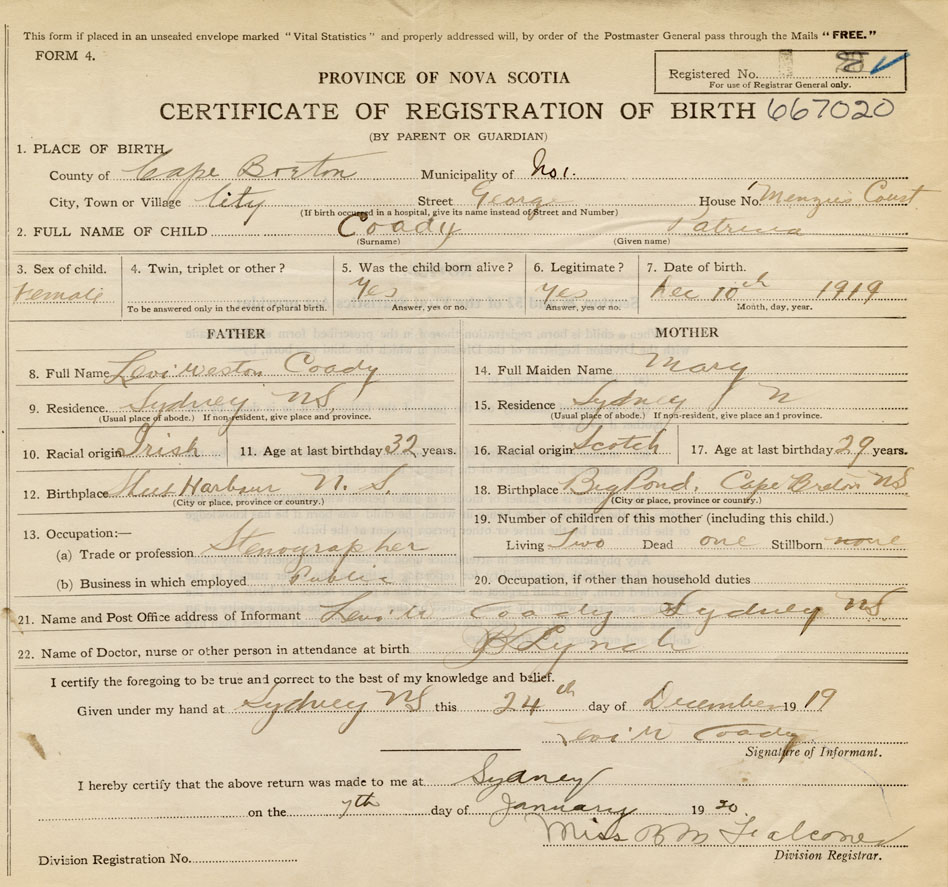 This form if placed in an unsealed envelope marked "Vital Statistics" and properly addressed will, by order of the Postmaster General pass through the Mails "FREE."
FORM 4.
PROVINCE OF NOVA SCOTIA
Registered No.
For use of Registrar General only.
CERTIFICATE OF REGISTRATION OF BIRTH 667020
(BY PARENT OR GUARDIAN)
1. PLACE OF BIRTH
County of Cape Breton Municipality of No 1.
City, Town or Village City Street George House No. 1 Menzies Court
(If birth occured in a hospital, give its name instead of Street and Number)
2. FULL NAME OF CHILD Coady Patricia
(Surname) (Given name)
3. Sex of child. 4. Twin, triplet or other? 5. Was the child born alive? 6. Legitimate? 7. Date of birth.
Female Yes Yes Dec 10th 1919
To be answered only in the event of plural birth. Answer, yes or no. Answer, yes or no. Month, day, year.
FATHER MOTHER
8. Full Name Levi Weston Coady 14. Full Maiden Name Mary
9. Residence. Sydney NS 15. Residence Sydney N
(Usual place of abode.) If non-resident, give place and province. (Usual place of abode.) If non-resident, give place and province.
10. Racial origin Irish 11. Age at last birthday 32 years. 16. Racial origin Scotch 17. Age at last birthday 29 years.
12. Birthplace Harbour N. S. 18. Birthplace Big Pond. Cape Breton NS
(City or place, province or country.) (City or place, province or country.)
19. Number of children of this mother (including this child.)
13. Occupation:—
(a) Trade or profession Stenographer Living Two Dead one Stillborn none
(b) Business in which employed Public 20. Occupation, if other than household duties
21. Name and Post Office address of Informant Levi W Coady Sydney NS
22. Name of Doctor, nurse or other person in attendance at birth Lynch
I certify the foregoing to be true and correct to the best of my knowledge and belief.
Given under my hand at Sydney NS this 24th day of December 1919
Levi W Coady
Signature of Informant.
I hereby certify that the above return was made to me at Sydney
on the 7th day of January 1920.
Miss
Division Registrar.
Division Registration No.